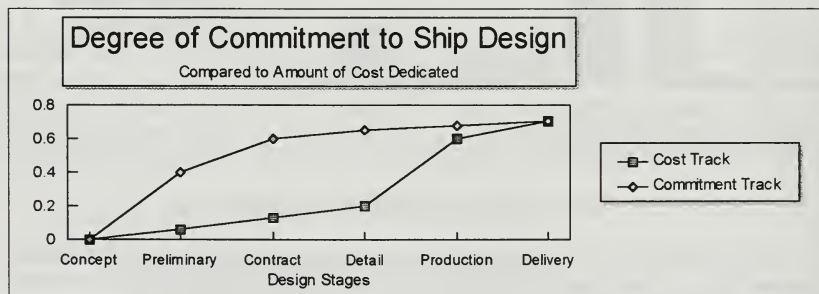 Degree of Commitment to Ship Design
Compared to Amount of Cost Dedicated
0.8
0.6
0.4
0.2
0
Concept Preliminary Contract Detail Production Delivery
Design Stages
Cost Track
Commitment Track